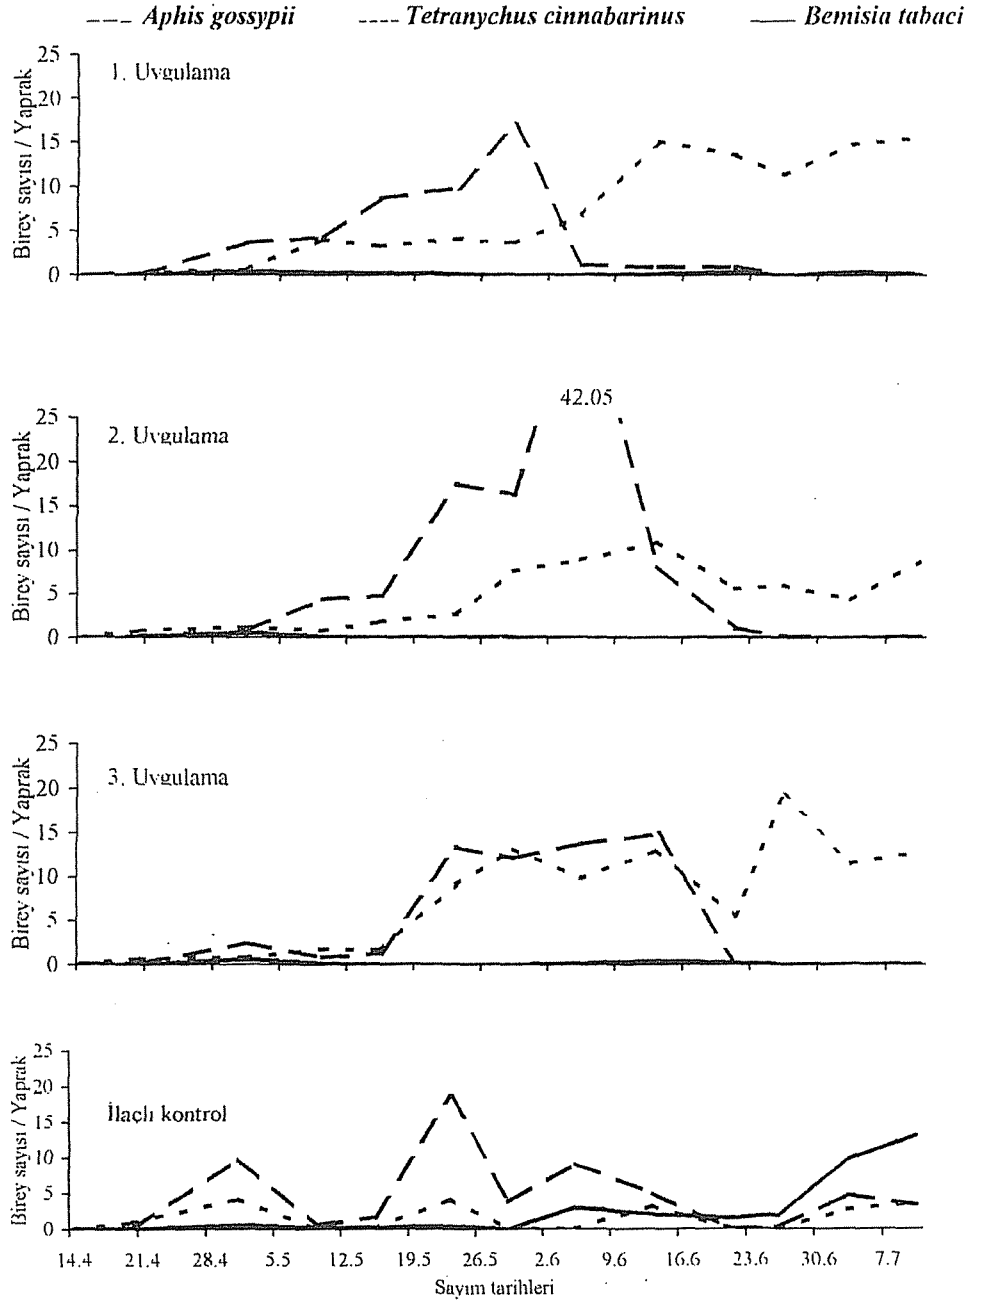 Aphis gossypii Tetranychus cinnabarinus Bemisia tabaci
Birey sayısı / Yaprak
1. Uygulama
25
20
15
10
5
0
42.05
Birey sayısı / Yaprak
2. Uygulama
25
20
15
10
5
0
Birey sayısı / Yaprak
3. Uygulama
25
20
15
10
5
0
Birey sayısı / Yaprak
İlaçlı kontrol
25
20
15
10
5
0
14.4 21.4 28.4 5.5 12.5 19.5 26.5 2.6 9.6 16.6 23.6 30.6 7.7
Sayım tarihleri